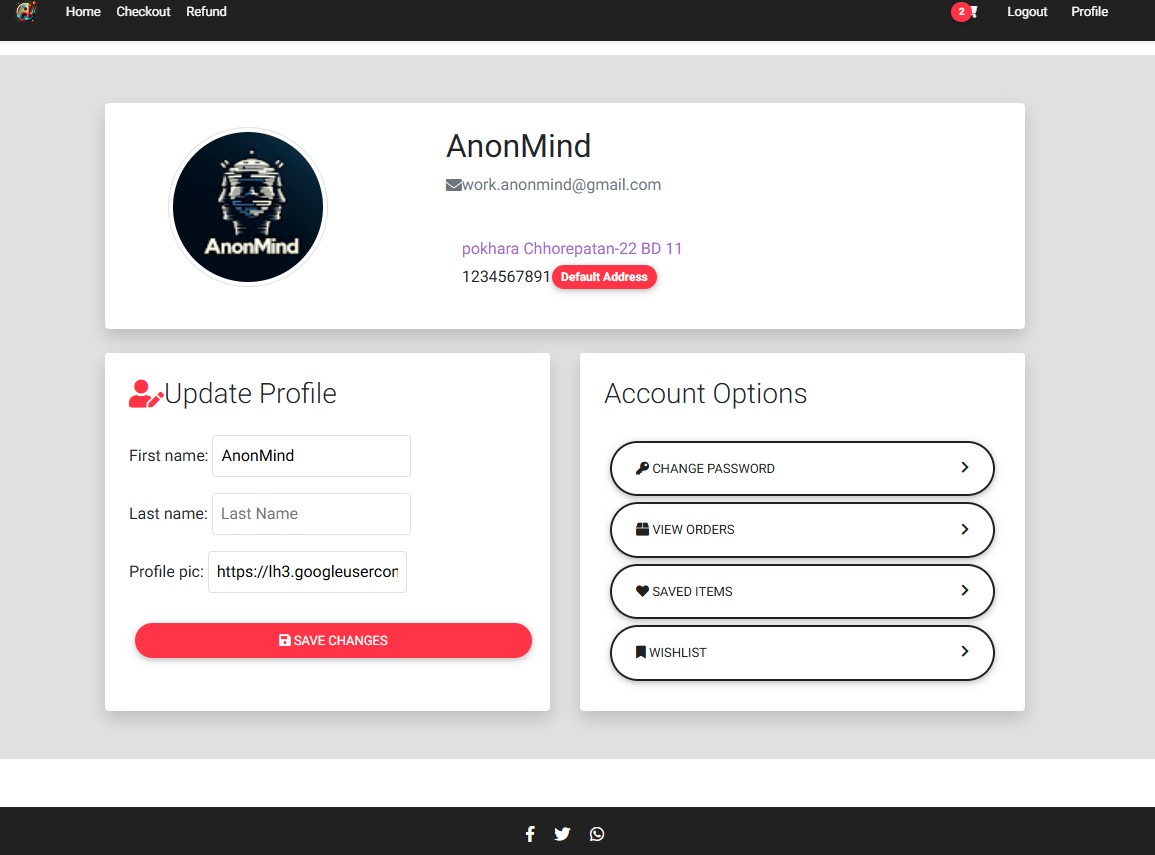 Home Checkout Refund 2 Logout Profile
AnonMind
AnonMind
work.anonmind@gmail.com
pokhara Chhorepatan-22 BD 11
1234567891 Default Address
Update Profile
First name: AnonMind
Last name: Last Name
Profile pic: https://lh3.googleusercon
SAVE CHANGES
Account Options
CHANGE PASSWORD
VIEW ORDERS
SAVED ITEMS
WISHLIST